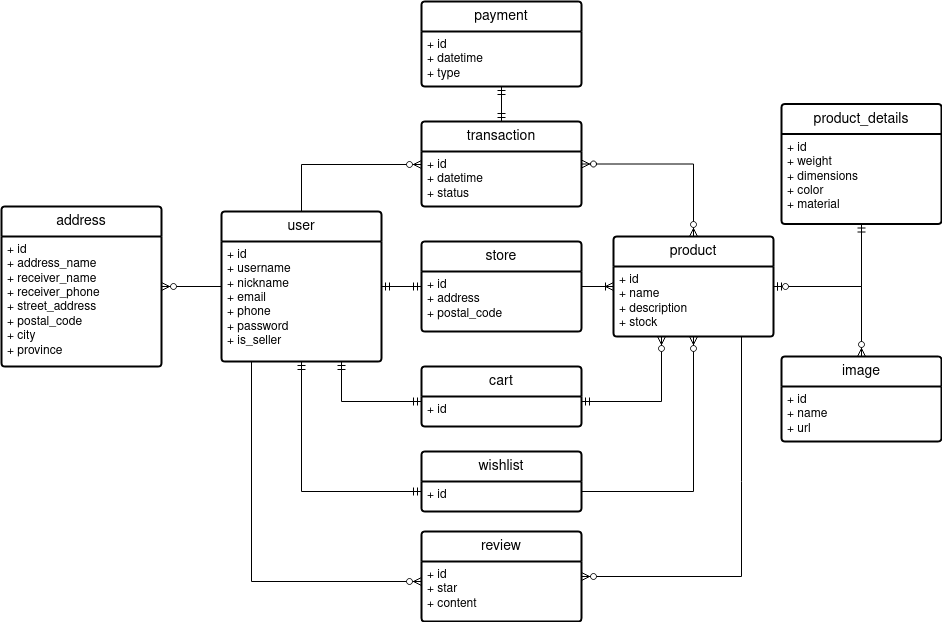 payment
+ id
+ datetime
+ type
transaction
+ id
+ datetime
+ status
product_details
+ id
+ weight
+ dimensions
+ color
+ material
address
+ id
+ address_name
+ receiver_name
+ receiver_phone
+ street_address
+ postal_code
+ city
+ province
user
+ id
+ username
+ nickname
+ email
+ phone
+ password
+ is_seller
store
+ id
+ address
+ postal_code
product
+ id
+ name
+ description
+ stock
cart
+ id
image
+ id
+ name
+ url
wishlist
+ id
review
+ id
+ star
+ content